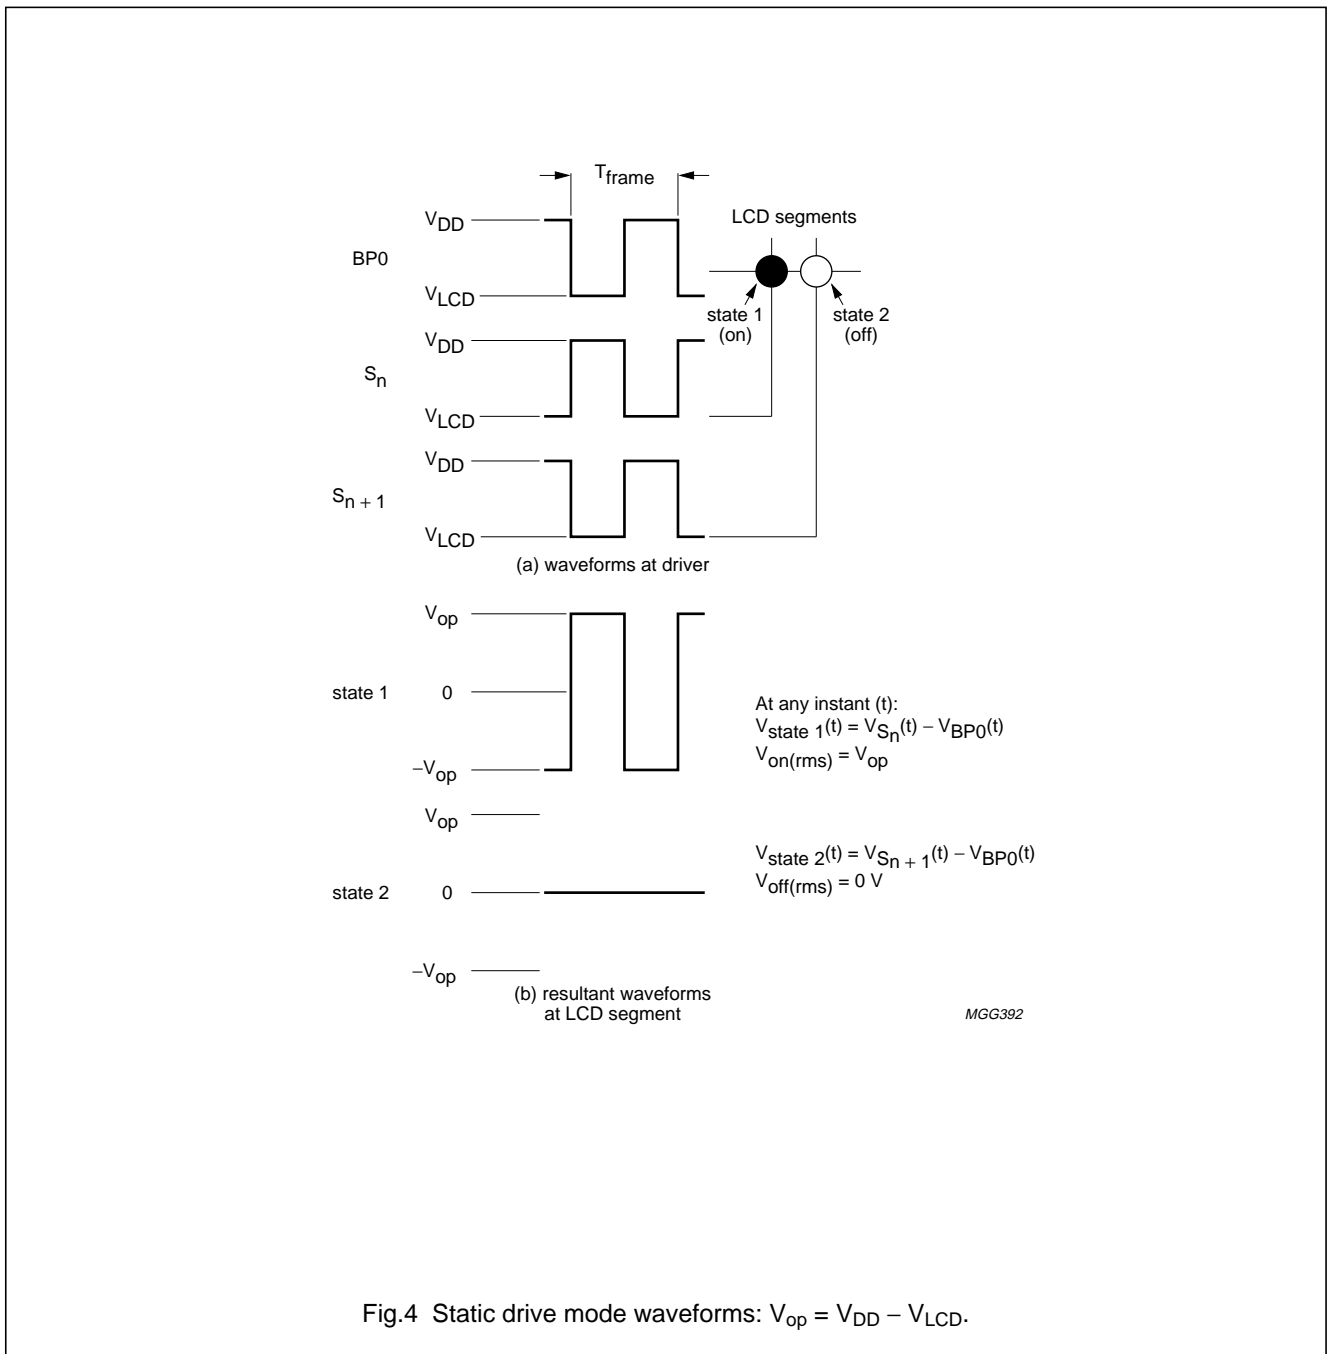 T_frame
V_DD
LCD segments
BP0
V_LCD
state 1
(on)
state 2
(off)
V_DD
S_n
V_LCD
V_DD
S_n + 1
V_LCD
(a) waveforms at driver
V_op
state 1
0
At any instant (t):
V_state 1(t) = V_S_n(t) − V_BP0(t)
V_on(rms) = V_op
−V_op
V_op
V_state 2(t) = V_S_n + 1(t) − V_BP0(t)
V_off(rms) = 0 V
state 2
0
−V_op
(b) resultant waveforms
at LCD segment
MGG392
Fig.4 Static drive mode waveforms: V_op = V_DD − V_LCD.